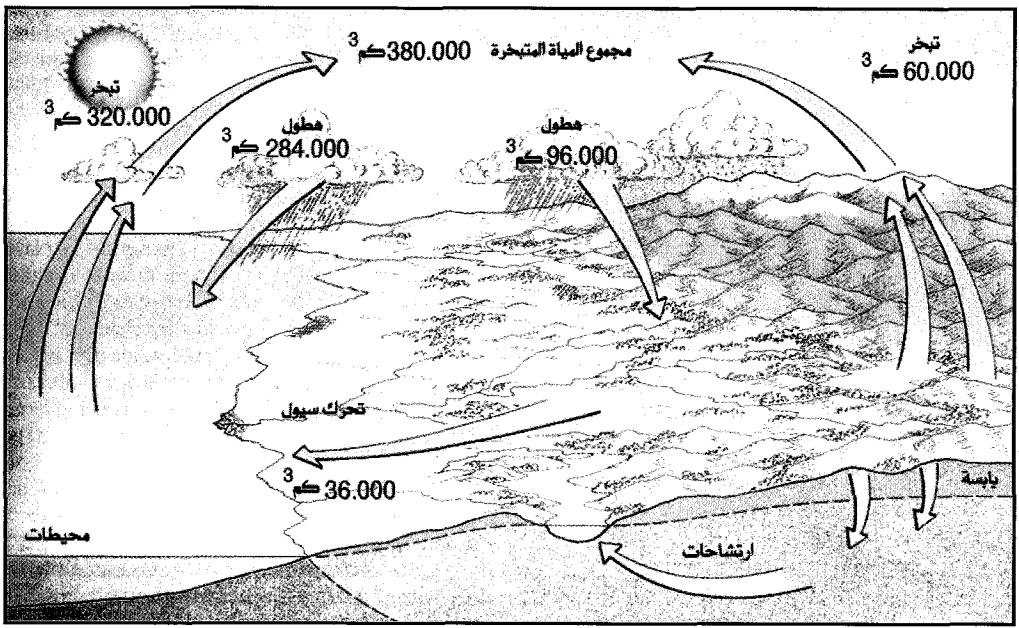 تبخر
60.000 كم3
مجموع المياة المتبخرة 380.000 كم3
تبخر
320.000 كم3
هطول
96.000 كم3
هطول
284.000 كم3
تحرك سيول
36.000 كم3
يابسة
محيطات
ارتشاحات